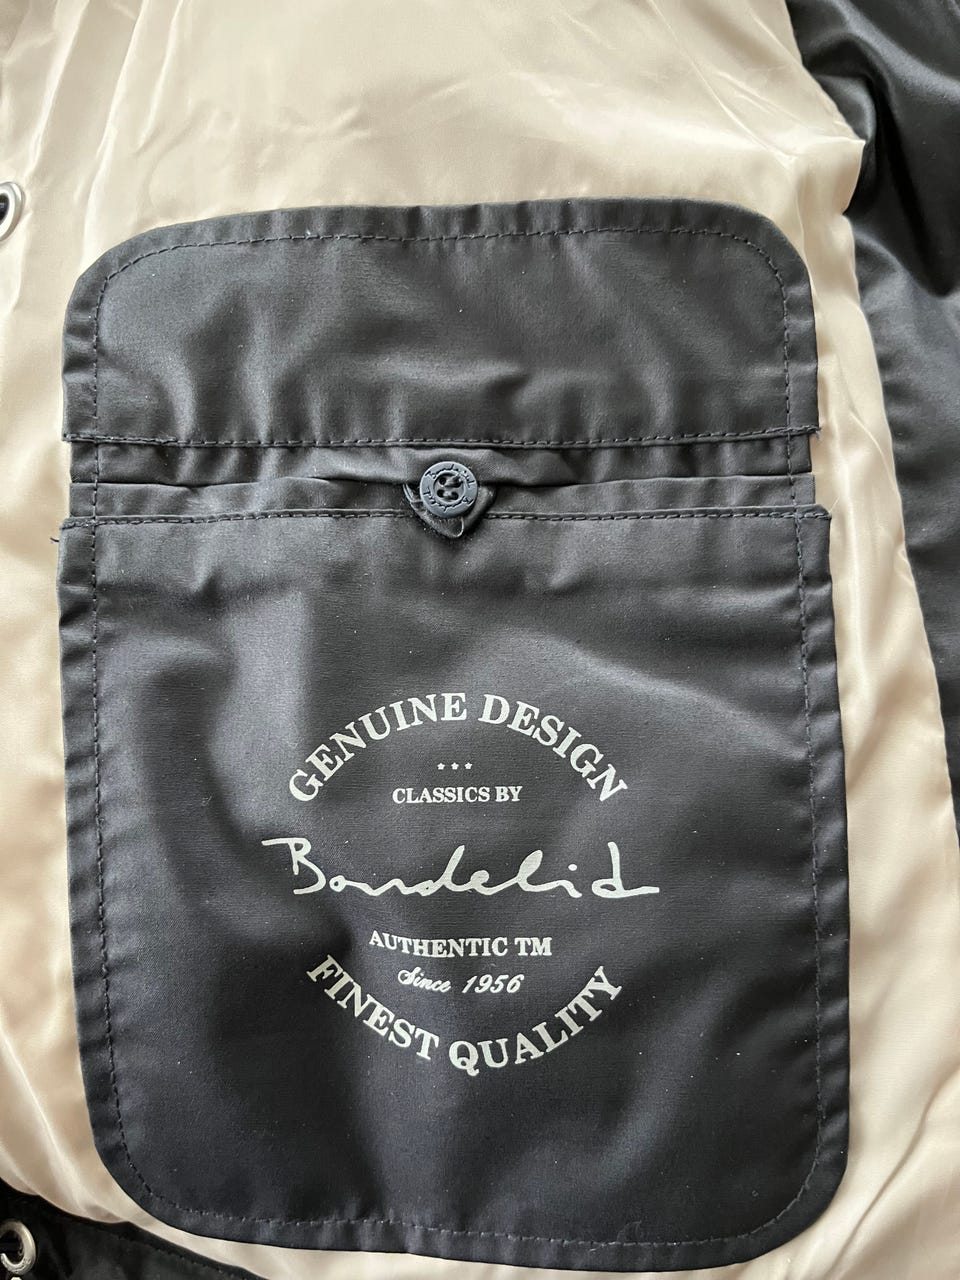 GENUINE DESIGN
CLASSICS BY
Bondelid
AUTHENTIC TM
Since 1956
FINEST QUALITY